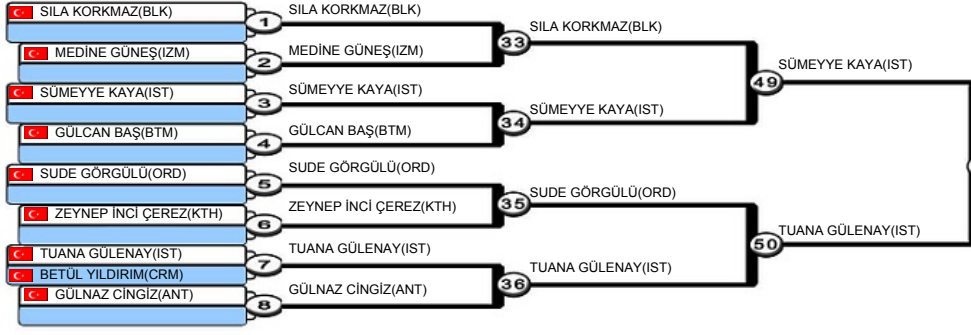 SILA KORKMAZ(BLK)
MEDİNE GÜNEŞ(IZM)
SÜMEYYE KAYA(IST)
GÜLCAN BAŞ(BTM)
SUDE GÖRGÜLÜ(ORD)
ZEYNEP İNCİ ÇEREZ(KTH)
TUANA GÜLENAY(IST)
BETÜL YILDIRIM(CRM)
GÜLNAZ CİNGİZ(ANT)
1
2
3
4
5
6
7
8
SILA KORKMAZ(BLK)
MEDİNE GÜNEŞ(IZM)
SÜMEYYE KAYA(IST)
GÜLCAN BAŞ(BTM)
SUDE GÖRGÜLÜ(ORD)
ZEYNEP İNCİ ÇEREZ(KTH)
TUANA GÜLENAY(IST)
GÜLNAZ CİNGİZ(ANT)
33
34
35
36
SILA KORKMAZ(BLK)
SÜMEYYE KAYA(IST)
SUDE GÖRGÜLÜ(ORD)
TUANA GÜLENAY(IST)
49
50
SÜMEYYE KAYA(IST)
TUANA GÜLENAY(IST)